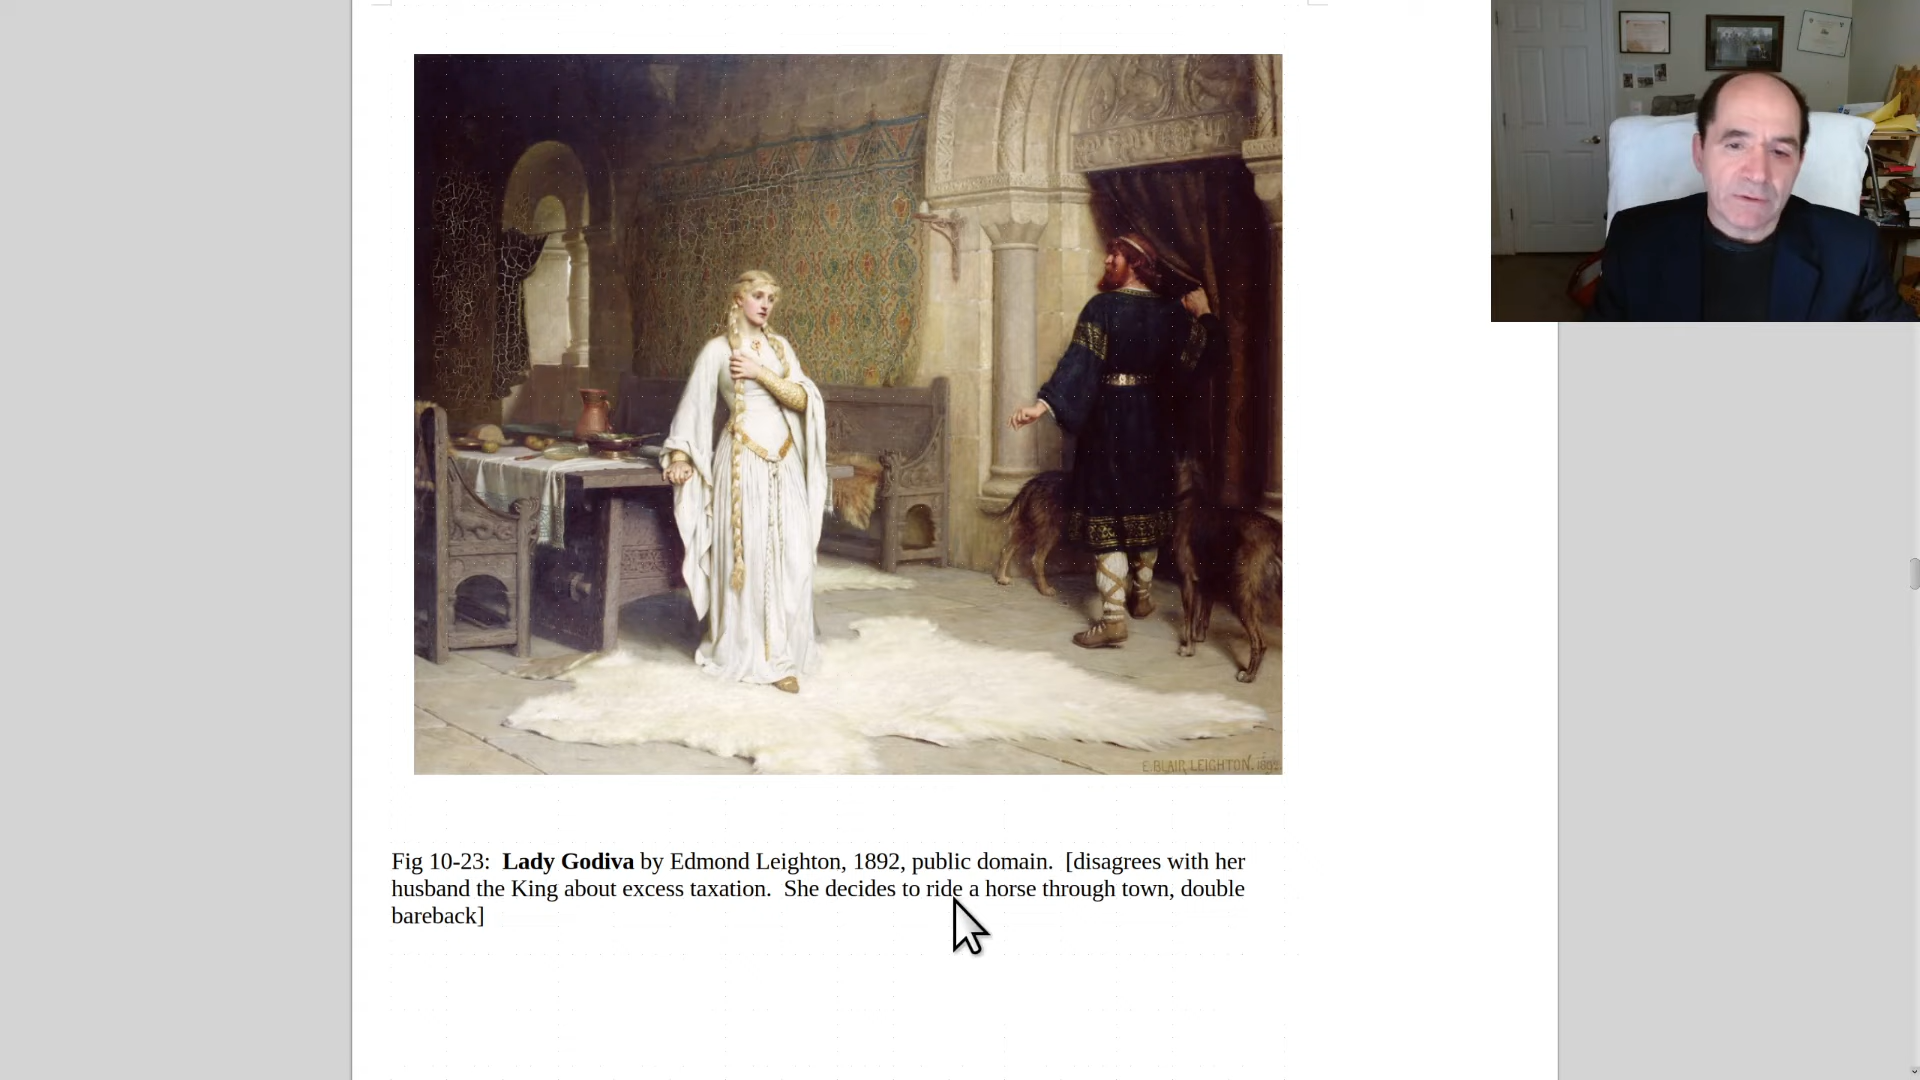 E. BLAIR LEIGHTON. 1892.
Fig 10-23: Lady Godiva by Edmond Leighton, 1892, public domain. [disagrees with her
husband the King about excess taxation. She decides to ride a horse through town, double
bareback]